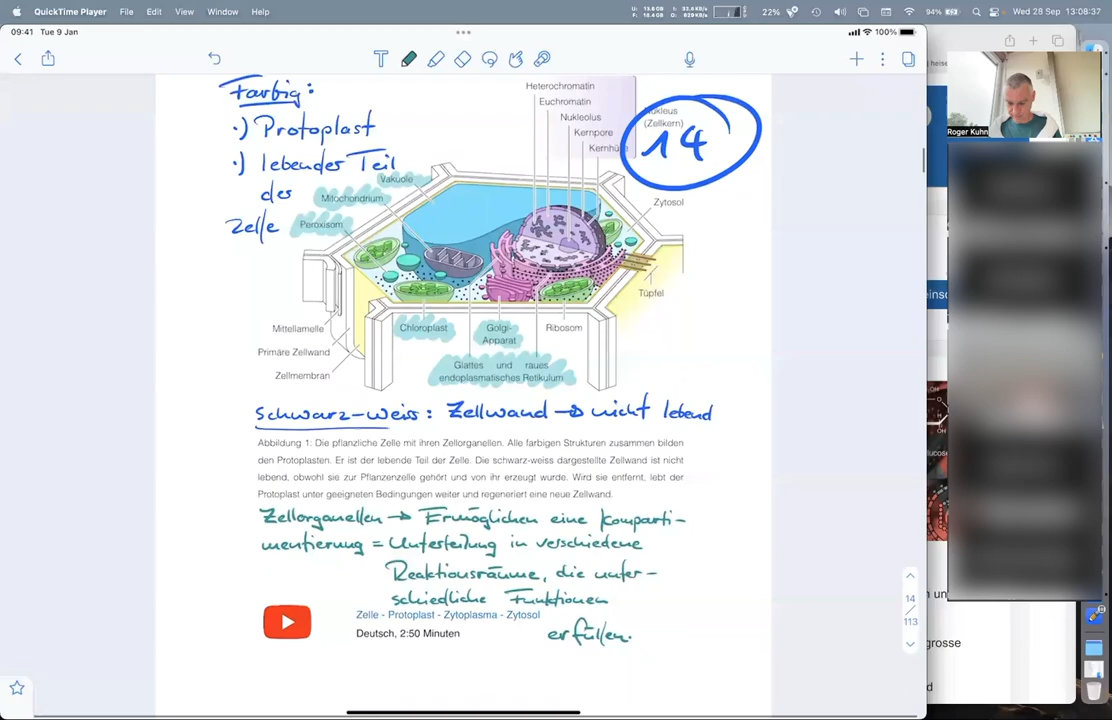 QuickTime Player File Edit View Window Help
22% 94% Wed 28 Sep 13:08:37
09:41 Tue 9 Jan
100%
Farbig:
·) Protoplast
·) lebender Teil
des
Zelle
14
Heterochromatin
Euchromatin
Nukleolus
Kernpore
Kernhülle
(Zellkern)
Vakuole
Mitochondrium
Peroxisom
Zytosol
Tüpfel
Mittellamelle
Primäre Zellwand
Zellmembran
Chloroplast
Golgi-
Apparat
Ribosom
Glattes und raues
endoplasmatisches Retikulum
Schwarz-weiss: Zellwand → nicht lebend
Abbildung 1: Die pflanzliche Zelle mit ihren Zellorganellen. Alle farbigen Strukturen zusammen bilden
den Protoplasten. Er ist der lebende Teil der Zelle. Die schwarz-weiss dargestellte Zellwand ist nicht
lebend, obwohl sie zur Pflanzenzelle gehört und von ihr erzeugt wurde. Wird sie entfernt, lebt der
Protoplast unter geeigneten Bedingungen weiter und regeneriert eine neue Zellwand.
Zellorganellen → Ermöglichen eine Komparti-
mentierung = Unterteilung in verschiedene
Reaktionsräume, die unter-
schiedliche Funktionen
erfüllen.
Zelle - Protoplast - Zytoplasma - Zytosol
Deutsch, 2:50 Minuten
14
113
Roger Kuhn
heise
grosse